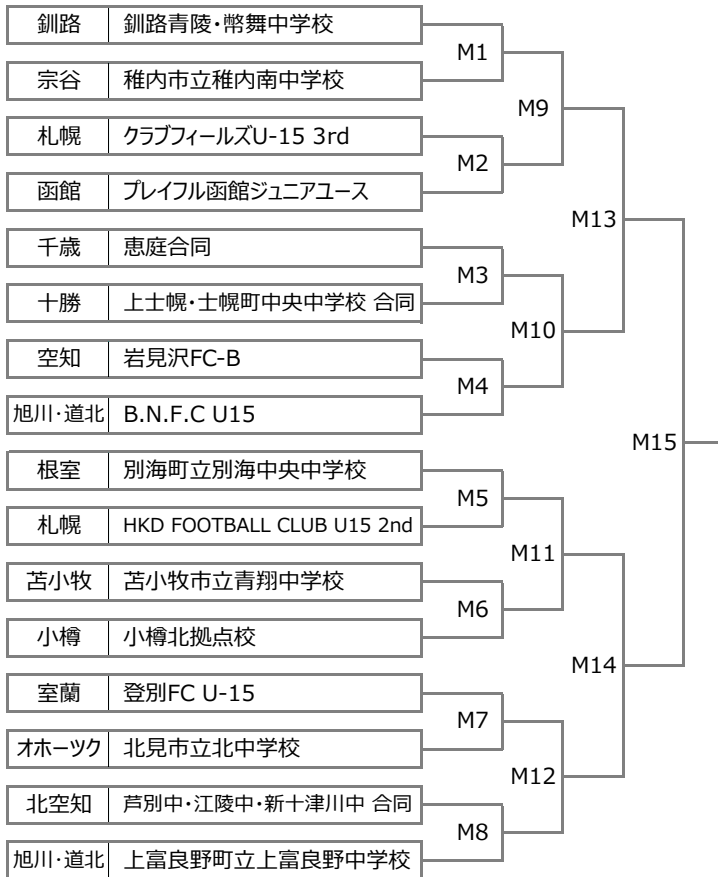 釧路 釧路青陵・幣舞中学校
M1
宗谷 稚内市立稚内南中学校
M9
札幌 クラブフィールズU-15 3rd
M2
函館 プレイフル函館ジュニアユース
M13
千歳 恵庭合同
M3
十勝 上士幌・士幌町中央中学校 合同
M10
空知 岩見沢FC-B
M4
旭川・道北 B.N.F.C U15
M15
根室 別海町立別海中央中学校
M5
札幌 HKD FOOTBALL CLUB U15 2nd
M11
苫小牧 苫小牧市立青翔中学校
M6
小樽 小樽北拠点校
M14
室蘭 登別FC U-15
M7
オホーツク 北見市立北中学校
M12
北空知 芦別中・江陵中・新十津川中 合同
M8
旭川・道北 上富良野町立上富良野中学校